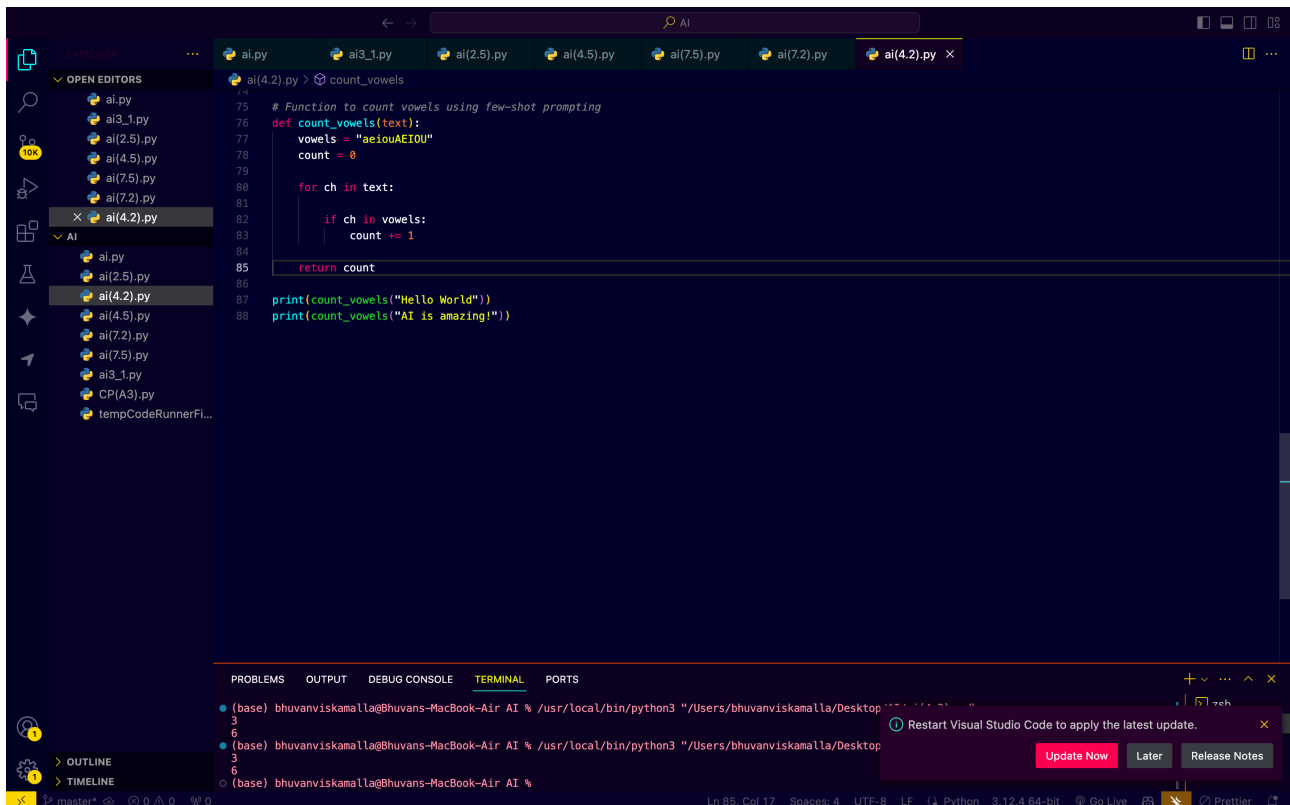 AI
EXPLORER
ai.py
ai3_1.py
ai(2.5).py
ai(4.5).py
ai(7.5).py
ai(7.2).py
ai(4.2).py
OPEN EDITORS
ai.py
ai3_1.py
ai(2.5).py
ai(4.5).py
ai(7.5).py
ai(7.2).py
ai(4.2).py
AI
ai.py
ai(2.5).py
ai(4.2).py
ai(4.5).py
ai(7.2).py
ai(7.5).py
ai3_1.py
CP(A3).py
tempCodeRunnerFi...
OUTLINE
TIMELINE
10K
1
1
ai(4.2).py > count_vowels
74
75 # Function to count vowels using few-shot prompting
76 def count_vowels(text):
77 vowels = "aeiouAEIOU"
78 count = 0
79
80 for ch in text:
81
82 if ch in vowels:
83 count += 1
84
85 return count
86
87 print(count_vowels("Hello World"))
88 print(count_vowels("AI is amazing!"))
PROBLEMS OUTPUT DEBUG CONSOLE TERMINAL PORTS
(base) bhuvanviskamalla@Bhuvans-MacBook-Air AI % /usr/local/bin/python3 "/Users/bhuvanviskamalla/Desktop
3
6
(base) bhuvanviskamalla@Bhuvans-MacBook-Air AI % /usr/local/bin/python3 "/Users/bhuvanviskamalla/Desktop
3
6
(base) bhuvanviskamalla@Bhuvans-MacBook-Air AI %
zsh
Restart Visual Studio Code to apply the latest update.
Update Now Later Release Notes
master* 0 0 0 Ln 85, Col 17 Spaces: 4 UTF-8 LF Python 3.12.4 64-bit Go Live Prettier